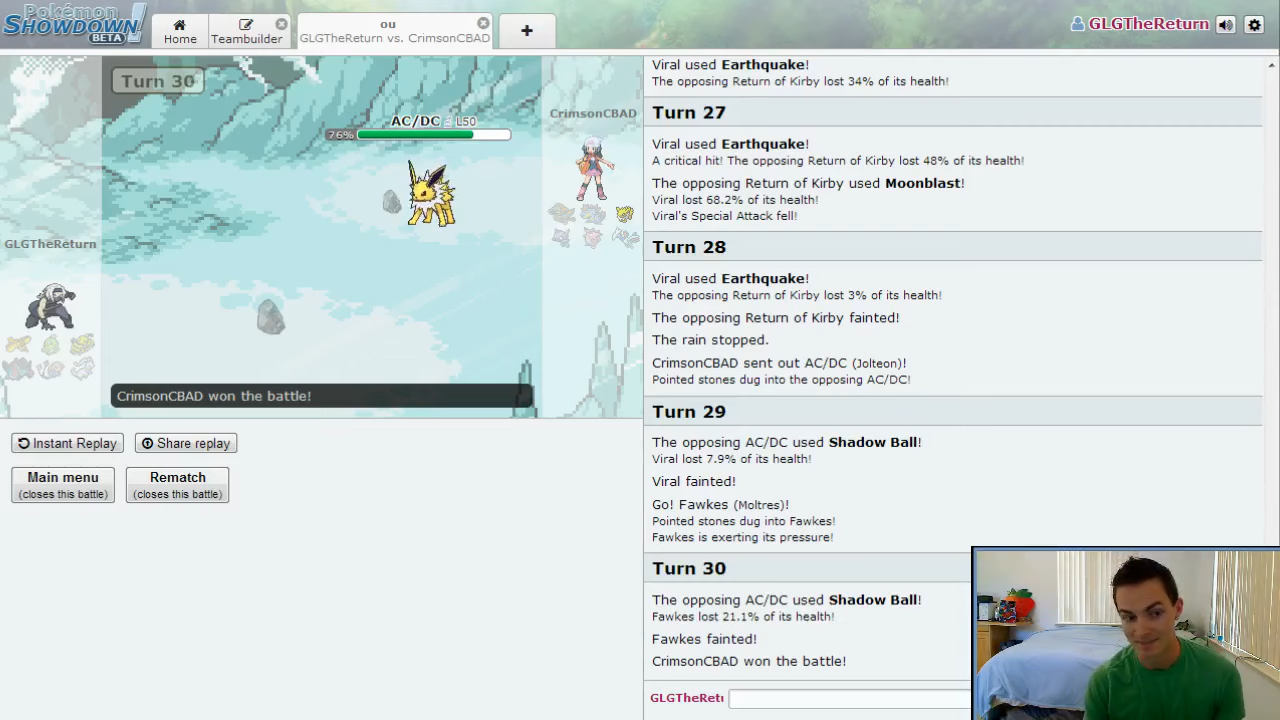 Pokémon
SHOWDOWN!
BETA
Home
Teambuilder
ou
GLGTheReturn vs. CrimsonCBAD
+
GLGTheReturn
Turn 30
AC/DC L50
76%
CrimsonCBAD
GLGTheReturn
CrimsonCBAD won the battle!
Instant Replay
Share replay
Main menu
(closes this battle)
Rematch
(closes this battle)
Viral used Earthquake!
The opposing Return of Kirby lost 34% of its health!
Turn 27
Viral used Earthquake!
A critical hit! The opposing Return of Kirby lost 48% of its health!
The opposing Return of Kirby used Moonblast!
Viral lost 68.2% of its health!
Viral's Special Attack fell!
Turn 28
Viral used Earthquake!
The opposing Return of Kirby lost 3% of its health!
The opposing Return of Kirby fainted!
The rain stopped.
CrimsonCBAD sent out AC/DC (Jolteon)!
Pointed stones dug into the opposing AC/DC!
Turn 29
The opposing AC/DC used Shadow Ball!
Viral lost 7.9% of its health!
Viral fainted!
Go! Fawkes (Moltres)!
Pointed stones dug into Fawkes!
Fawkes is exerting its pressure!
Turn 30
The opposing AC/DC used Shadow Ball!
Fawkes lost 21.1% of its health!
Fawkes fainted!
CrimsonCBAD won the battle!
GLGTheRetu